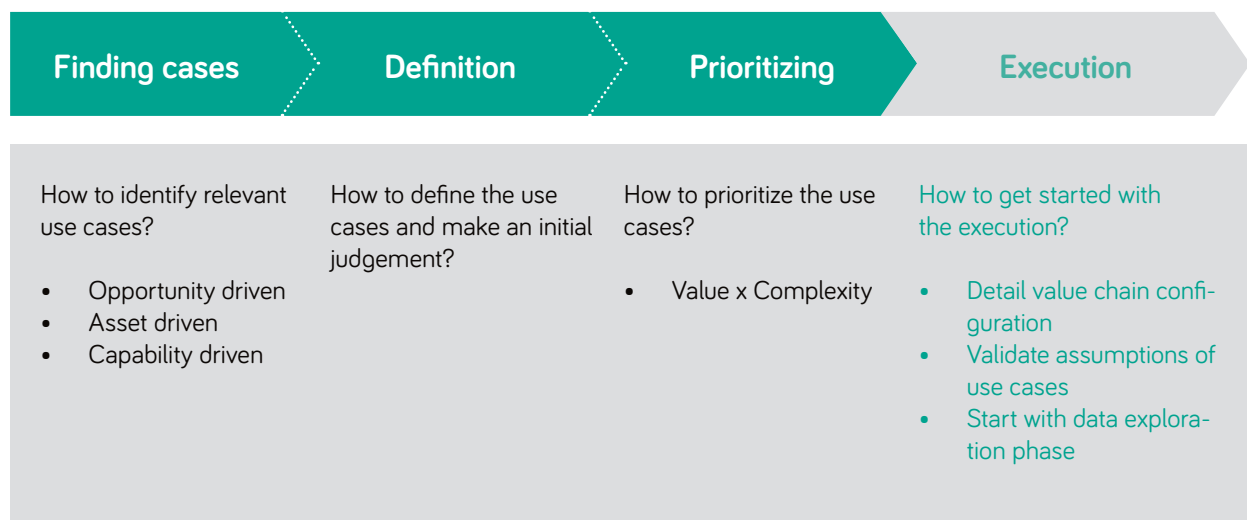 Finding cases
Definition
Prioritizing
Execution
How to identify relevant
use cases?
• Opportunity driven
• Asset driven
• Capability driven
How to define the use
cases and make an initial
judgement?
How to prioritize the use
cases?
• Value x Complexity
How to get started with
the execution?
• Detail value chain confi-
guration
• Validate assumptions of
use cases
• Start with data explora-
tion phase